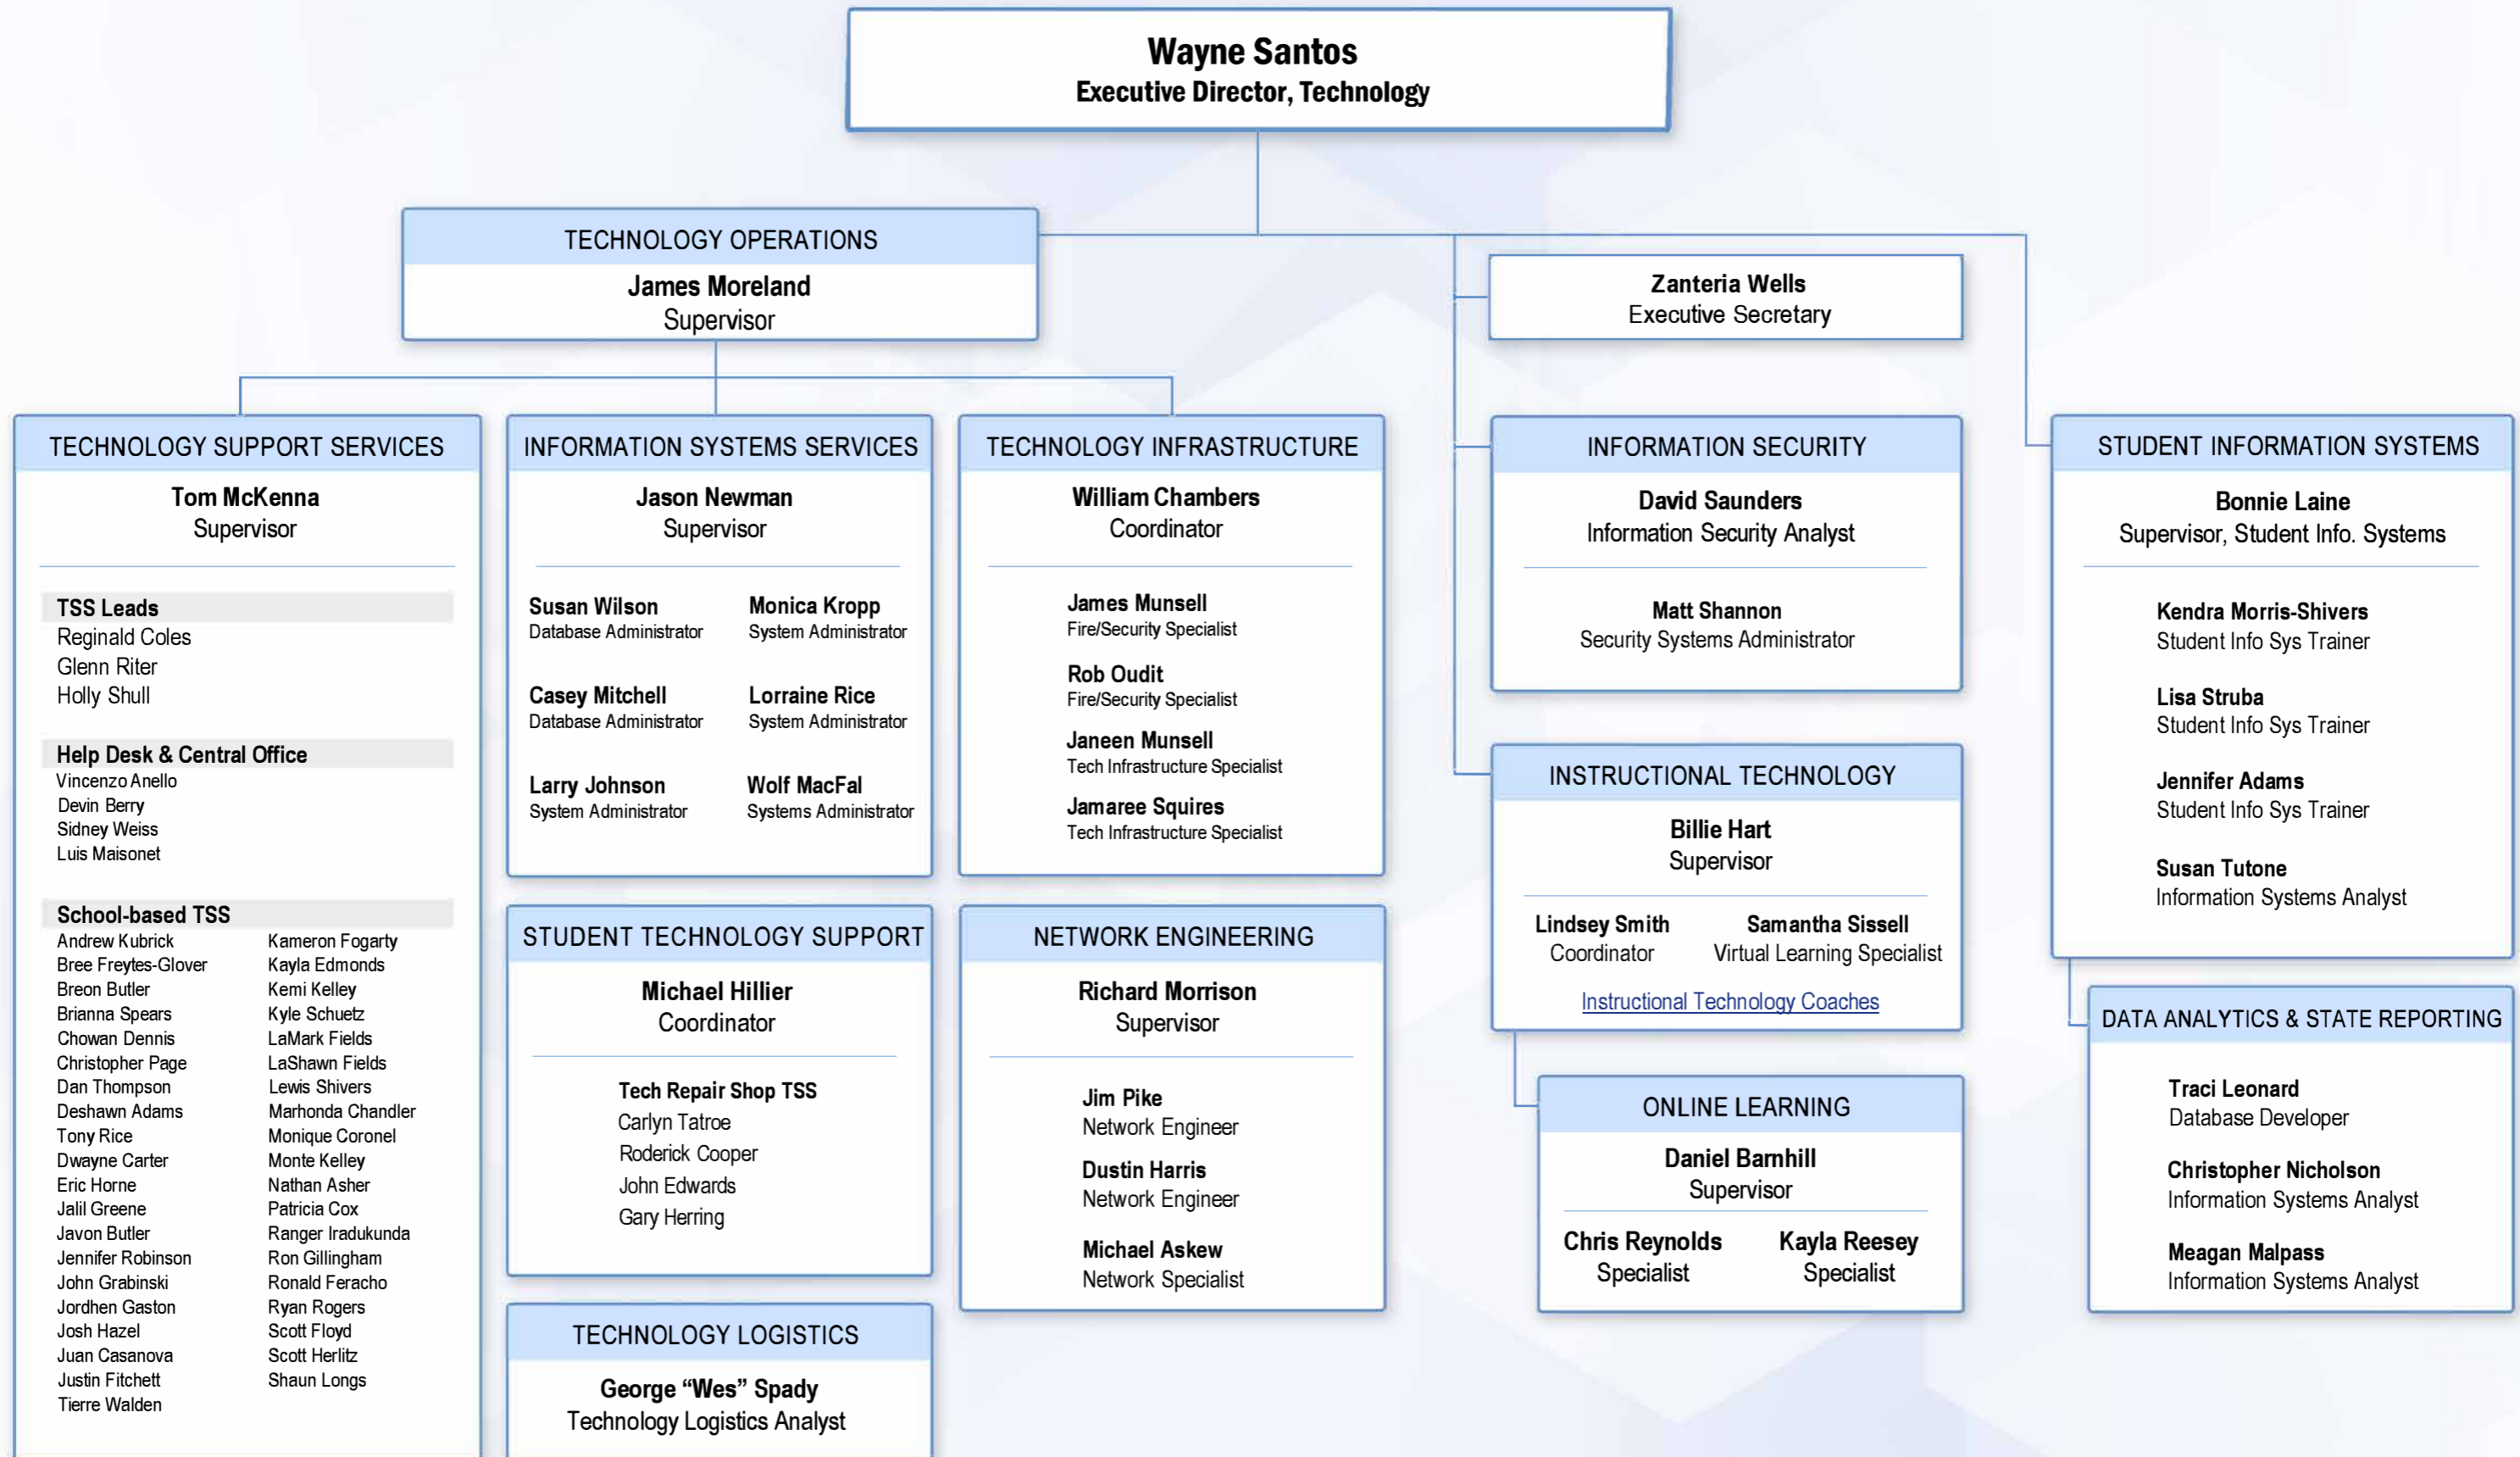 Wayne Santos
Executive Director, Technology
TECHNOLOGY OPERATIONS
James Moreland
Supervisor
Zanteria Wells
Executive Secretary
TECHNOLOGY SUPPORT SERVICES
Tom McKenna
Supervisor
TSS Leads
Reginald Coles
Glenn Riter
Holly Shull
Help Desk & Central Office
Vincenzo Anello
Devin Berry
Sidney Weiss
Luis Maisonet
School-based TSS
Andrew Kubrick
Bree Freytes-Glover
Breon Butler
Brianna Spears
Chowan Dennis
Christopher Page
Dan Thompson
Deshawn Adams
Tony Rice
Dwayne Carter
Eric Horne
Jalil Greene
Javon Butler
Jennifer Robinson
John Grabinski
Jordhen Gaston
Josh Hazel
Juan Casanova
Justin Fitchett
Tierre Walden
Kameron Fogarty
Kayla Edmonds
Kemi Kelley
Kyle Schuetz
LaMark Fields
LaShawn Fields
Lewis Shivers
Marhonda Chandler
Monique Coronel
Monte Kelley
Nathan Asher
Patricia Cox
Ranger Iradukunda
Ron Gillingham
Ronald Feracho
Ryan Rogers
Scott Floyd
Scott Herlitz
Shaun Longs
INFORMATION SYSTEMS SERVICES
Jason Newman
Supervisor
Susan Wilson
Database Administrator
Monica Kropp
System Administrator
Casey Mitchell
Database Administrator
Lorraine Rice
System Administrator
Larry Johnson
System Administrator
Wolf MacFal
Systems Administrator
STUDENT TECHNOLOGY SUPPORT
Michael Hillier
Coordinator
Tech Repair Shop TSS
Carlyn Tatroe
Roderick Cooper
John Edwards
Gary Herring
TECHNOLOGY LOGISTICS
George “Wes” Spady
Technology Logistics Analyst
TECHNOLOGY INFRASTRUCTURE
William Chambers
Coordinator
James Munsell
Fire/Security Specialist
Rob Oudit
Fire/Security Specialist
Janeen Munsell
Tech Infrastructure Specialist
Jamaree Squires
Tech Infrastructure Specialist
NETWORK ENGINEERING
Richard Morrison
Supervisor
Jim Pike
Network Engineer
Dustin Harris
Network Engineer
Michael Askew
Network Specialist
INFORMATION SECURITY
David Saunders
Information Security Analyst
Matt Shannon
Security Systems Administrator
INSTRUCTIONAL TECHNOLOGY
Billie Hart
Supervisor
Lindsey Smith
Coordinator
Samantha Sissell
Virtual Learning Specialist
Instructional Technology Coaches
ONLINE LEARNING
Daniel Barnhill
Supervisor
Chris Reynolds
Specialist
Kayla Reesey
Specialist
STUDENT INFORMATION SYSTEMS
Bonnie Laine
Supervisor, Student Info. Systems
Kendra Morris-Shivers
Student Info Sys Trainer
Lisa Struba
Student Info Sys Trainer
Jennifer Adams
Student Info Sys Trainer
Susan Tutone
Information Systems Analyst
DATA ANALYTICS & STATE REPORTING
Traci Leonard
Database Developer
Christopher Nicholson
Information Systems Analyst
Meagan Malpass
Information Systems Analyst